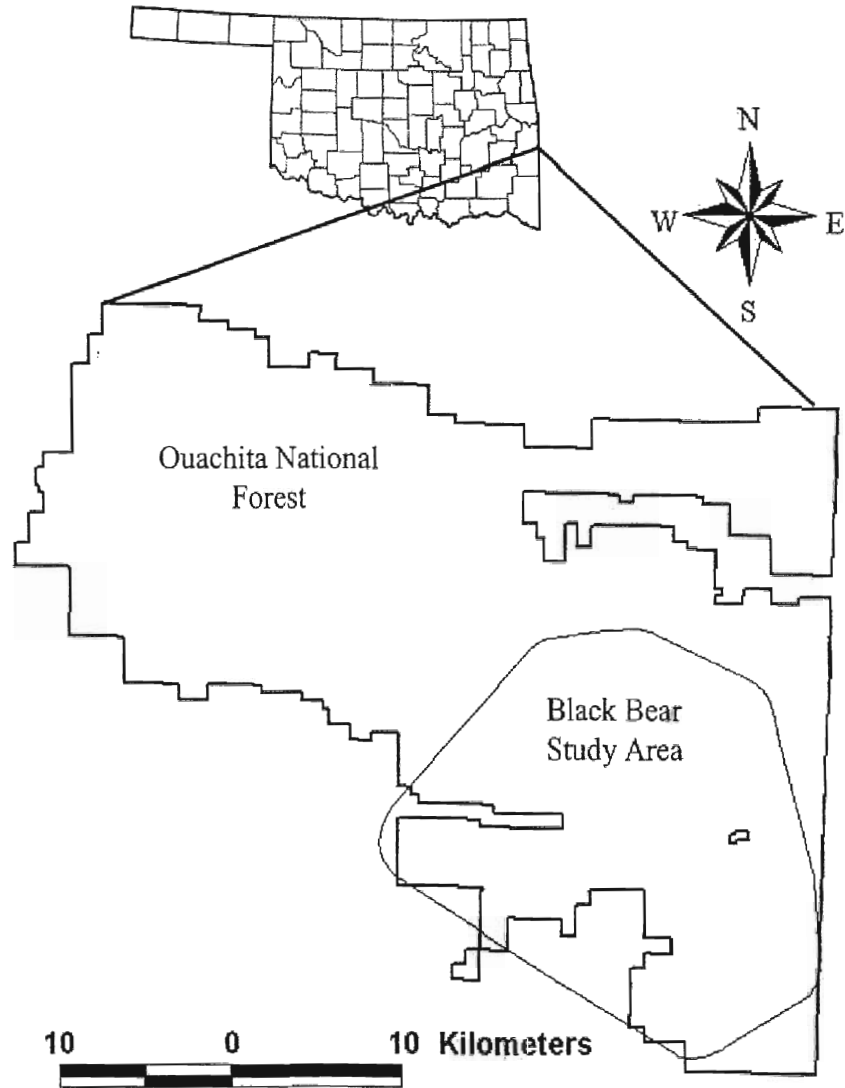 N
W E
S
Ouachita National
Forest
Black Bear
Study Area
10 0 10 Kilometers